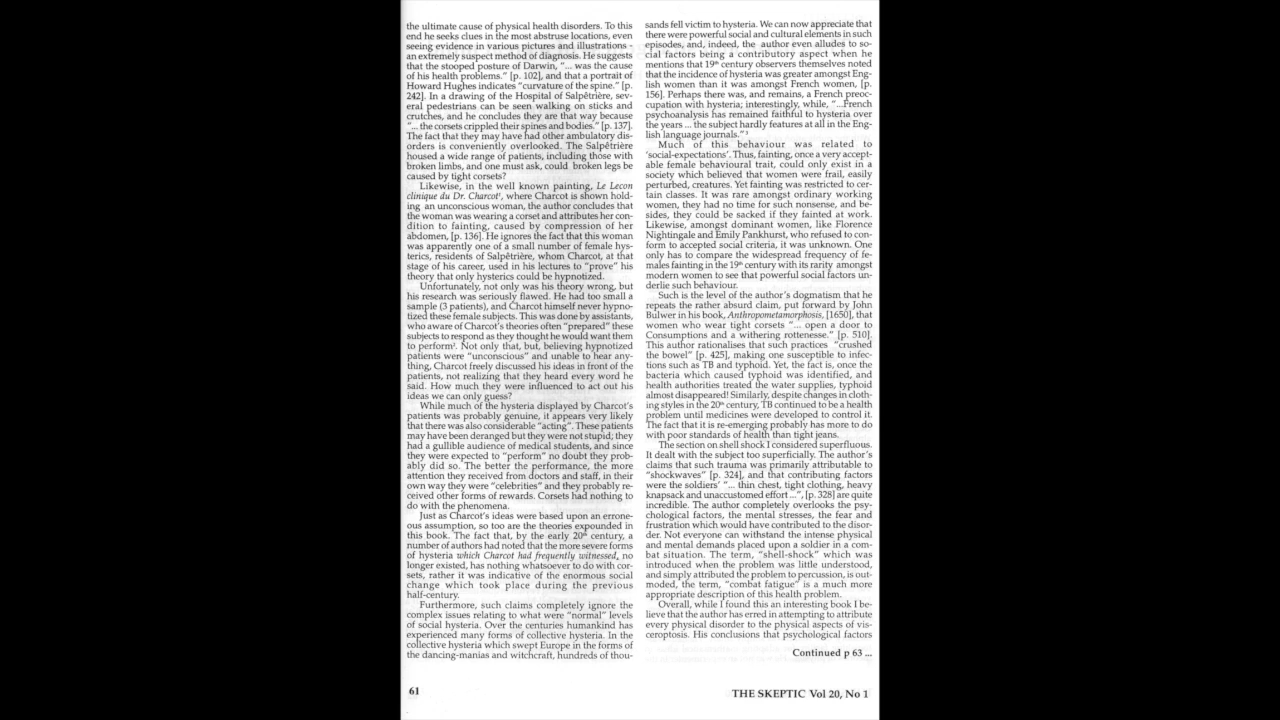 the ultimate cause of physical health disorders. To this
end he seeks clues in the most abstruse locations, even
seeing evidence in various pictures and illustrations -
an extremely suspect method of diagnosis. He suggests
that the stooped posture of Darwin, "... was the cause
of his health problems." [p. 102], and that a portrait of
Howard Hughes indicates "curvature of the spine." [p.
242]. In a drawing of the Hospital of Salpêtrière, sev-
eral pedestrians can be seen walking on sticks and
crutches, and he concludes they are that way because
"... the corsets crippled their spines and bodies." [p. 137].
The fact that they may have had other ambulatory dis-
orders is conveniently overlooked. The Salpêtrière
housed a wide range of patients, including those with
broken limbs, and one must ask, could broken legs be
caused by tight corsets?
Likewise, in the well known painting, Le Lecon
clinique du Dr. Charcot¹, where Charcot is shown hold-
ing an unconscious woman, the author concludes that
the woman was wearing a corset and attributes her con-
dition to fainting, caused by compression of her
abdomen, [p. 136]. He ignores the fact that this woman
was apparently one of a small number of female hys-
terics, residents of Salpêtrière, whom Charcot, at that
stage of his career, used in his lectures to "prove" his
theory that only hysterics could be hypnotized.
Unfortunately, not only was his theory wrong, but
his research was seriously flawed. He had too small a
sample (3 patients), and Charcot himself never hypno-
tized these female subjects. This was done by assistants,
who aware of Charcot's theories often "prepared" these
subjects to respond as they thought he would want them
to perform². Not only that, but, believing hypnotized
patients were "unconscious" and unable to hear any-
thing, Charcot freely discussed his ideas in front of the
patients, not realizing that they heard every word he
said. How much they were influenced to act out his
ideas we can only guess?
While much of the hysteria displayed by Charcot's
patients was probably genuine, it appears very likely
that there was also considerable "acting". These patients
may have been deranged but they were not stupid; they
had a gullible audience of medical students, and since
they were expected to "perform" no doubt they prob-
ably did so. The better the performance, the more
attention they received from doctors and staff, in their
own way they were "celebrities" and they probably re-
ceived other forms of rewards. Corsets had nothing to
do with the phenomena.
Just as Charcot's ideas were based upon an errone-
ous assumption, so too are the theories expounded in
this book. The fact that, by the early 20th century, a
number of authors had noted that the more severe forms
of hysteria which Charcot had frequently witnessed, no
longer existed, has nothing whatsoever to do with cor-
sets, rather it was indicative of the enormous social
change which took place during the previous
half-century.
Furthermore, such claims completely ignore the
complex issues relating to what were "normal" levels
of social hysteria. Over the centuries humankind has
experienced many forms of collective hysteria. In the
collective hysteria which swept Europe in the forms of
the dancing-manias and witchcraft, hundreds of thou-
sands fell victim to hysteria. We can now appreciate that
there were powerful social and cultural elements in such
episodes, and, indeed, the author even alludes to so-
cial factors being a contributory aspect when he
mentions that 19th century observers themselves noted
that the incidence of hysteria was greater amongst Eng-
lish women than it was amongst French women, [p.
156]. Perhaps there was, and remains, a French preoc-
cupation with hysteria; interestingly, while, "...French
psychoanalysis has remained faithful to hysteria over
the years ... the subject hardly features at all in the Eng-
lish language journals."³
Much of this behaviour was related to
'social-expectations'. Thus, fainting, once a very accept-
able female behavioural trait, could only exist in a
society which believed that women were frail, easily
perturbed, creatures. Yet fainting was restricted to cer-
tain classes. It was rare amongst ordinary working
women, they had no time for such nonsense, and be-
sides, they could be sacked if they fainted at work.
Likewise, amongst dominant women, like Florence
Nightingale and Emily Pankhurst, who refused to con-
form to accepted social criteria, it was unknown. One
only has to compare the widespread frequency of fe-
males fainting in the 19th century with its rarity amongst
modern women to see that powerful social factors un-
derlie such behaviour.
Such is the level of the author's dogmatism that he
repeats the rather absurd claim, put forward by John
Bulwer in his book, Anthropometamorphosis, [1650], that
women who wear tight corsets "... open a door to
Consumptions and a withering rottenesse." [p. 510].
This author rationalises that such practices "crushed
the bowel" [p. 425], making one susceptible to infec-
tions such as TB and typhoid. Yet, the fact is, once the
bacteria which caused typhoid was identified, and
health authorities treated the water supplies, typhoid
almost disappeared! Similarly, despite changes in cloth-
ing styles in the 20th century, TB continued to be a health
problem until medicines were developed to control it.
The fact that it is re-emerging probably has more to do
with poor standards of health than tight jeans.
The section on shell shock I considered superfluous.
It dealt with the subject too superficially. The author's
claims that such trauma was primarily attributable to
"shockwaves" [p. 324], and that contributing factors
were the soldiers' "... thin chest, tight clothing, heavy
knapsack and unaccustomed effort ...", [p. 328] are quite
incredible. The author completely overlooks the psy-
chological factors, the mental stresses, the fear and
frustration which would have contributed to the disor-
der. Not everyone can withstand the intense physical
and mental demands placed upon a soldier in a com-
bat situation. The term, "shell-shock" which was
introduced when the problem was little understood,
and simply attributed the problem to percussion, is out-
moded, the term, "combat fatigue" is a much more
appropriate description of this health problem.
Overall, while I found this an interesting book I be-
lieve that the author has erred in attempting to attribute
every physical disorder to the physical aspects of vis-
ceroptosis. His conclusions that psychological factors
Continued p 63 ...
61
THE SKEPTIC Vol 20, No 1